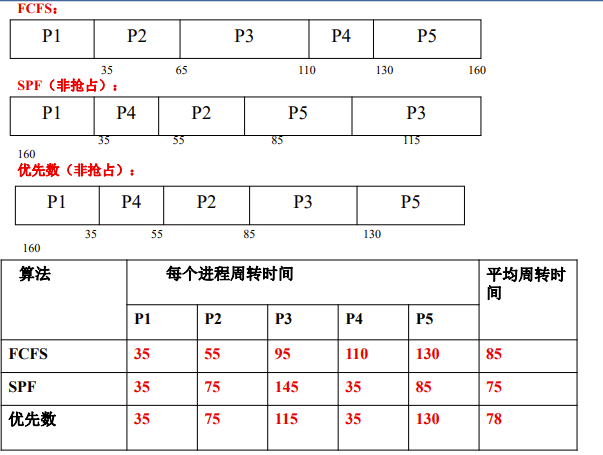 FCFS：
P1 P2 P3 P4 P5
35 65 110 130 160
SPF（非抢占）：
P1 P4 P2 P5 P3
35 55 85 115
160
优先数（非抢占）：
P1 P4 P2 P3 P5
35 55 85 130
160
算法 每个进程周转时间 平均周转时间
P1 P2 P3 P4 P5
FCFS 35 55 95 110 130 85
SPF 35 75 145 35 85 75
优先数 35 75 115 35 130 78